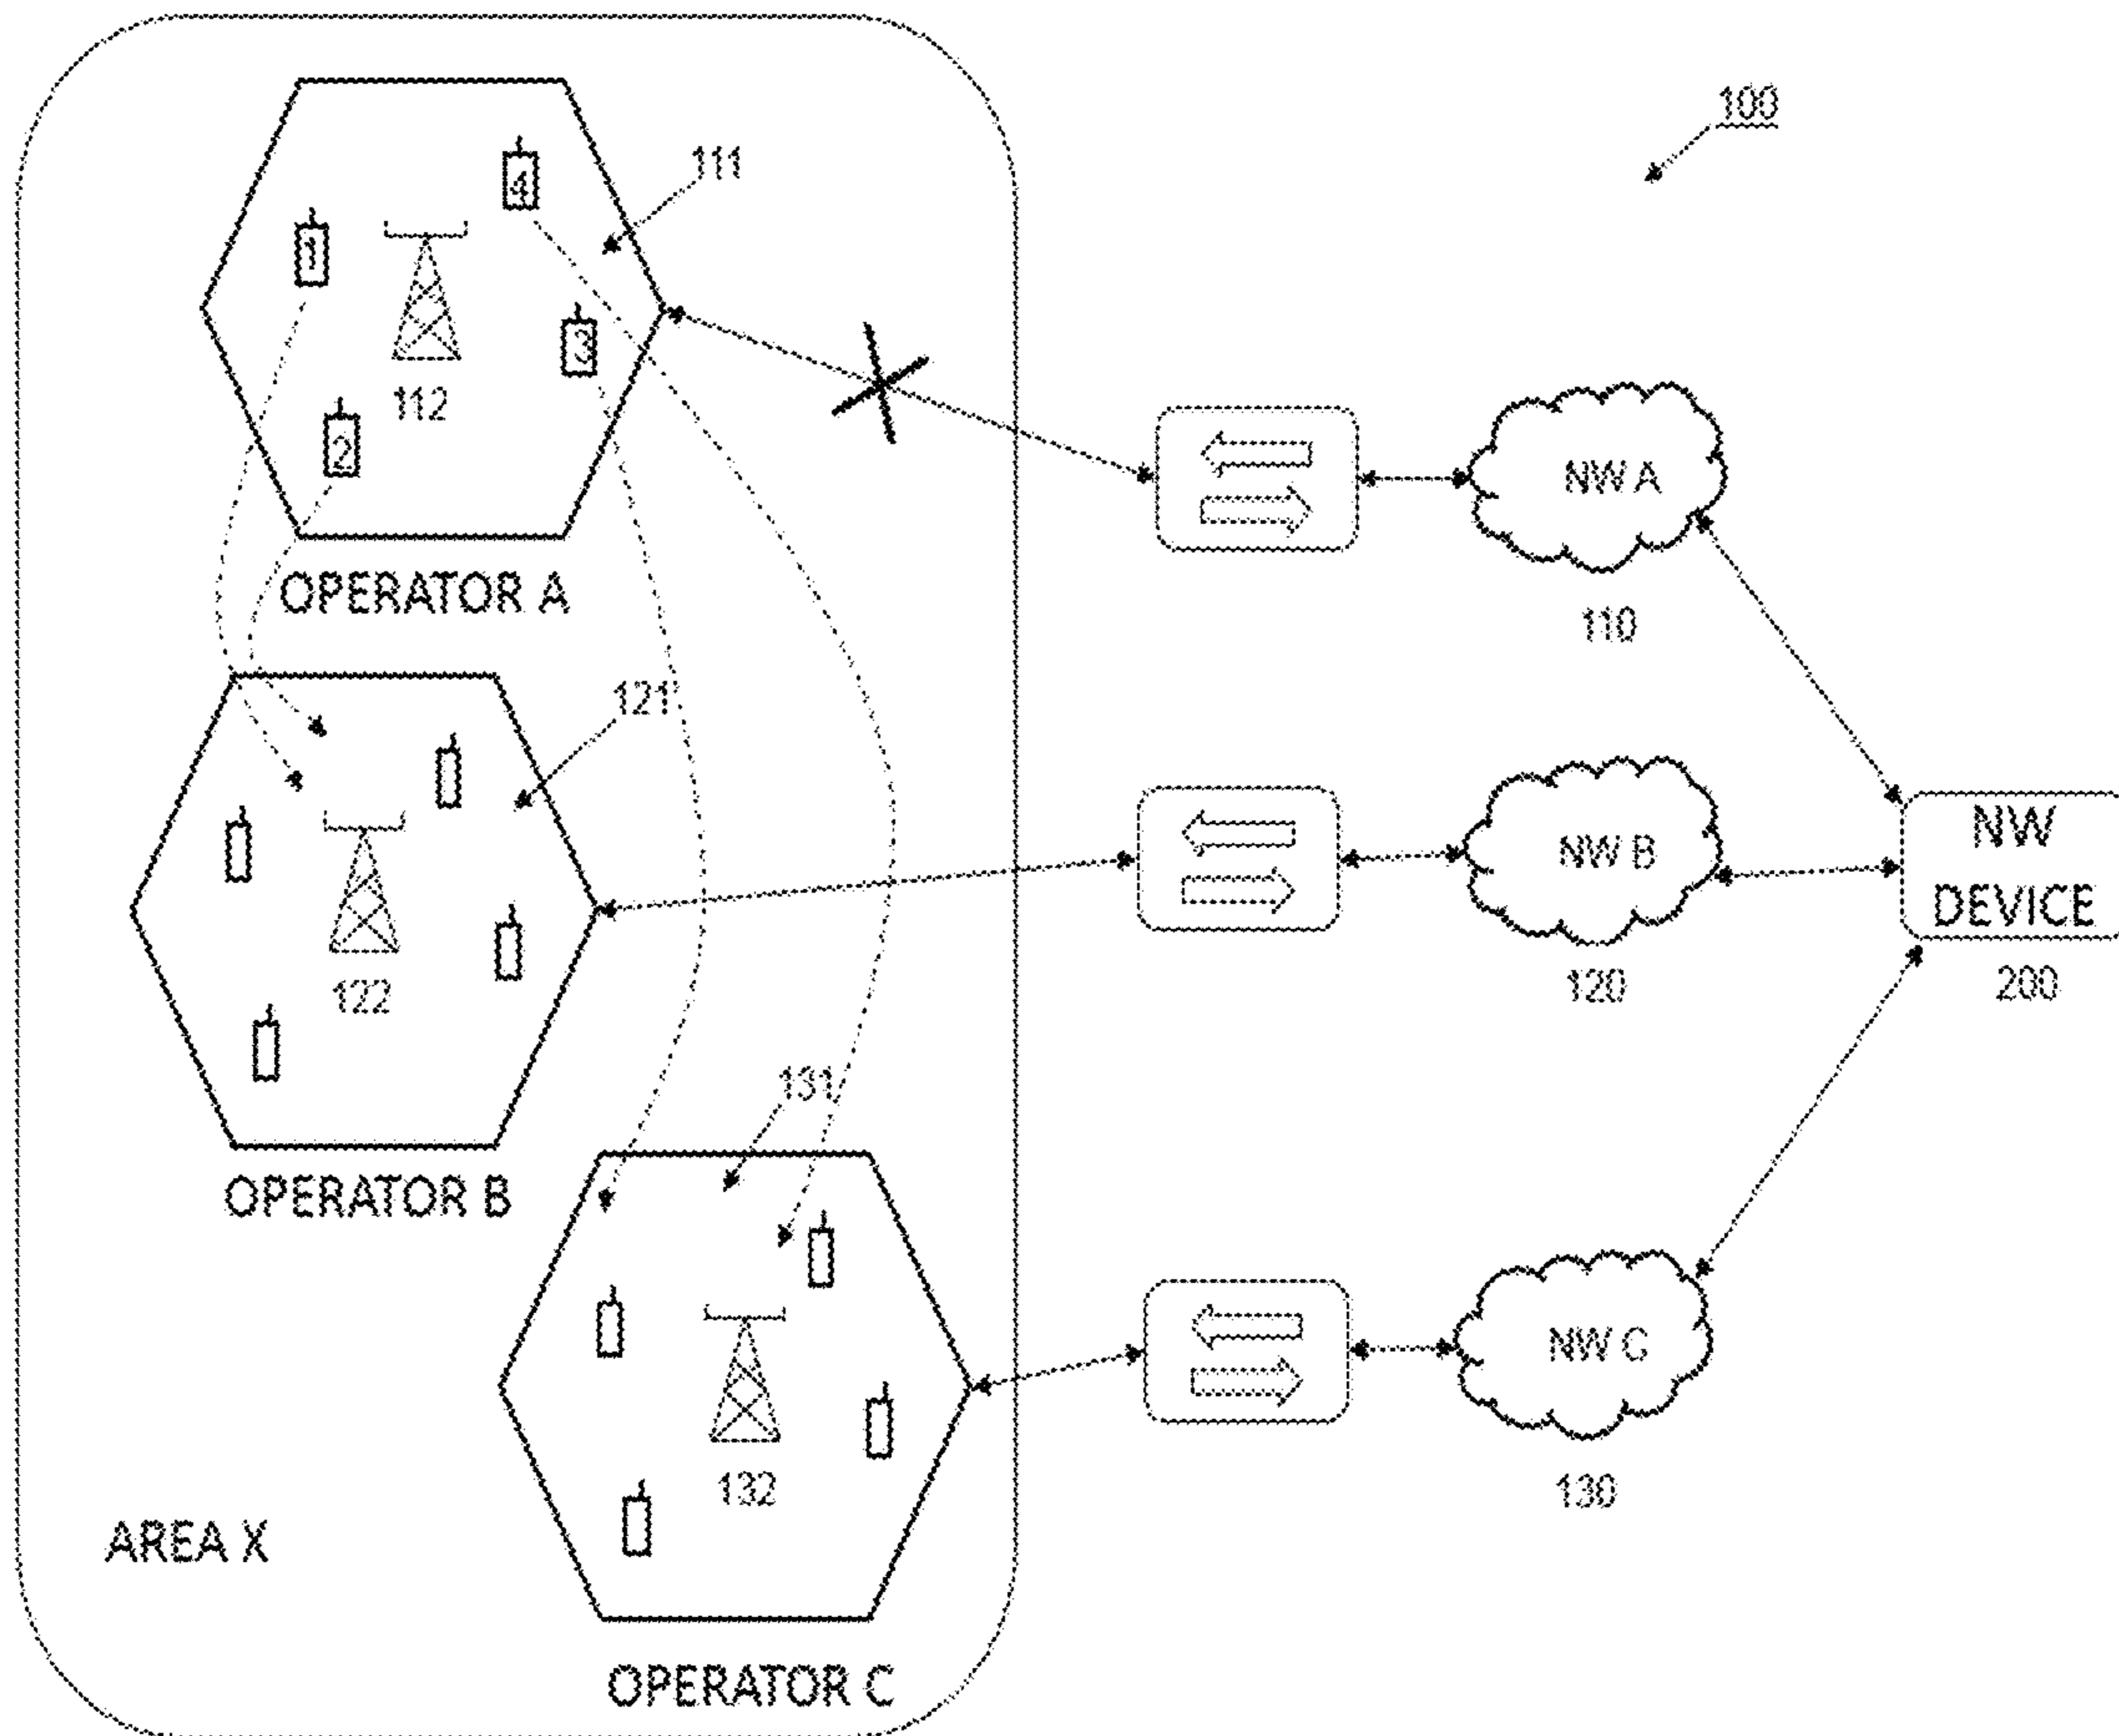 100
4
111
1
3
112
2
NW A
OPERATOR A
110
121
NW B
NW
DEVICE
122
120
200
131
OPERATOR B
NW C
132
130
AREA X
OPERATOR C